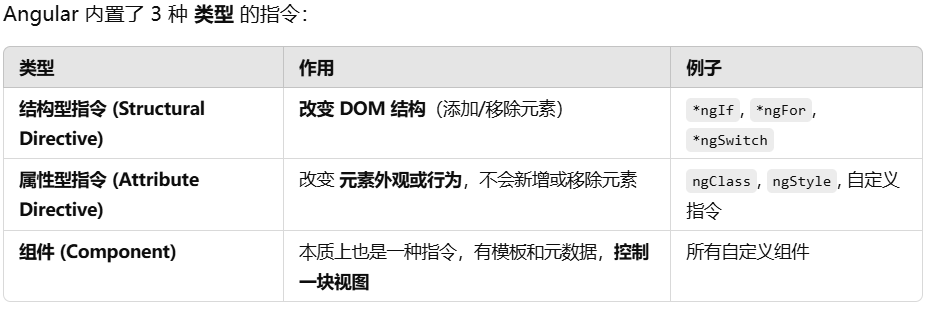 Angular 内置了 3 种 类型 的指令：
类型 作用 例子
结构型指令 (Structural Directive) 改变 DOM 结构（添加/移除元素） *ngIf, *ngFor, *ngSwitch
属性型指令 (Attribute Directive) 改变 元素外观或行为，不会新增或移除元素 ngClass, ngStyle, 自定义指令
组件 (Component) 本质上也是一种指令，有模板和元数据，控制一块视图 所有自定义组件